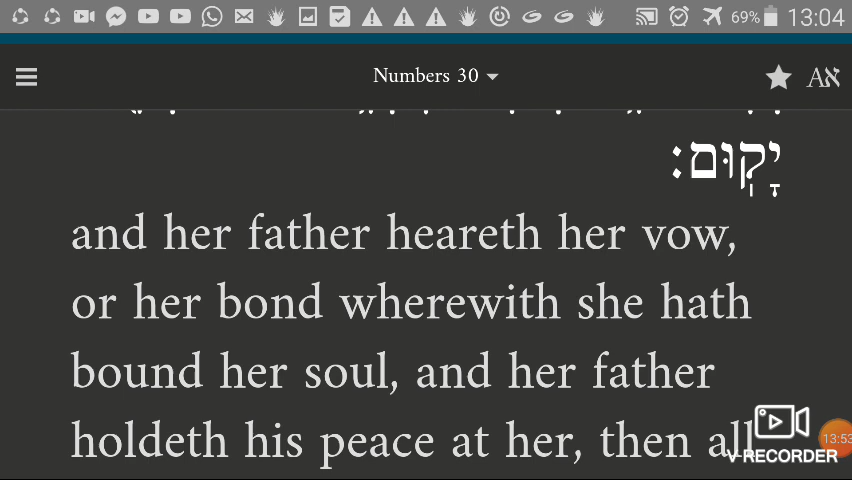 69% 13:04
Numbers 30
Aא
יָקֽוּם׃
and her father heareth her vow,
or her bond wherewith she hath
bound her soul, and her father
holdeth his peace at her, then all
V-RECORDER
13:53